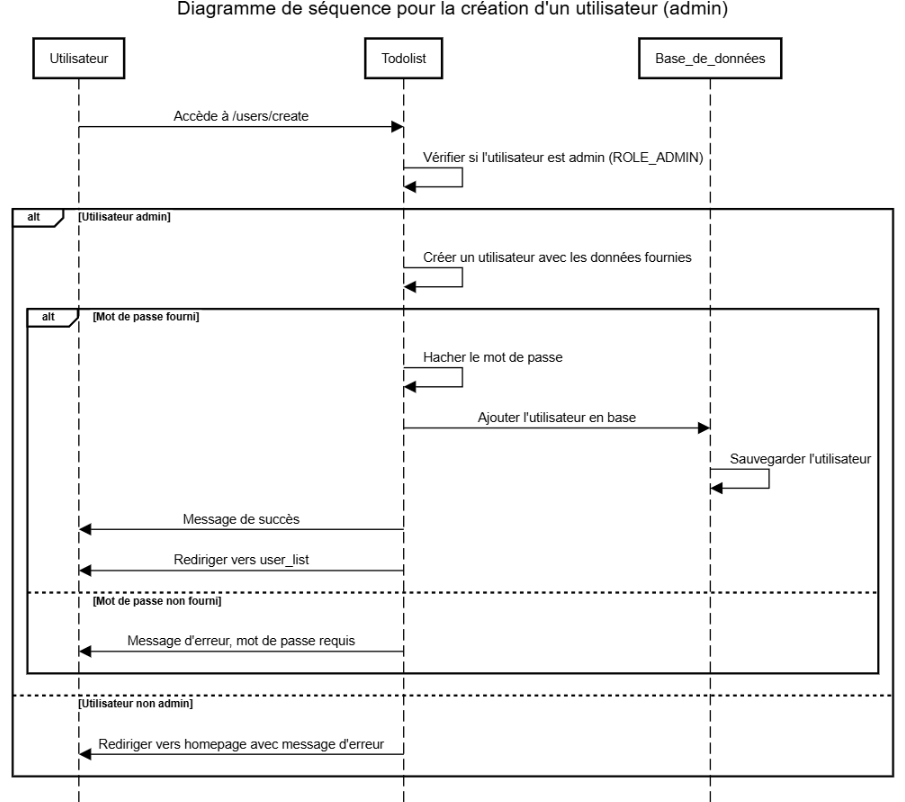 Diagramme de séquence pour la création d'un utilisateur (admin)
Utilisateur
Todolist
Base_de_données
Accède à /users/create
Vérifier si l'utilisateur est admin (ROLE_ADMIN)
alt
[Utilisateur admin]
Créer un utilisateur avec les données fournies
alt
[Mot de passe fourni]
Hacher le mot de passe
Ajouter l'utilisateur en base
Sauvegarder l'utilisateur
Message de succès
Rediriger vers user_list
[Mot de passe non fourni]
Message d'erreur, mot de passe requis
[Utilisateur non admin]
Rediriger vers homepage avec message d'erreur